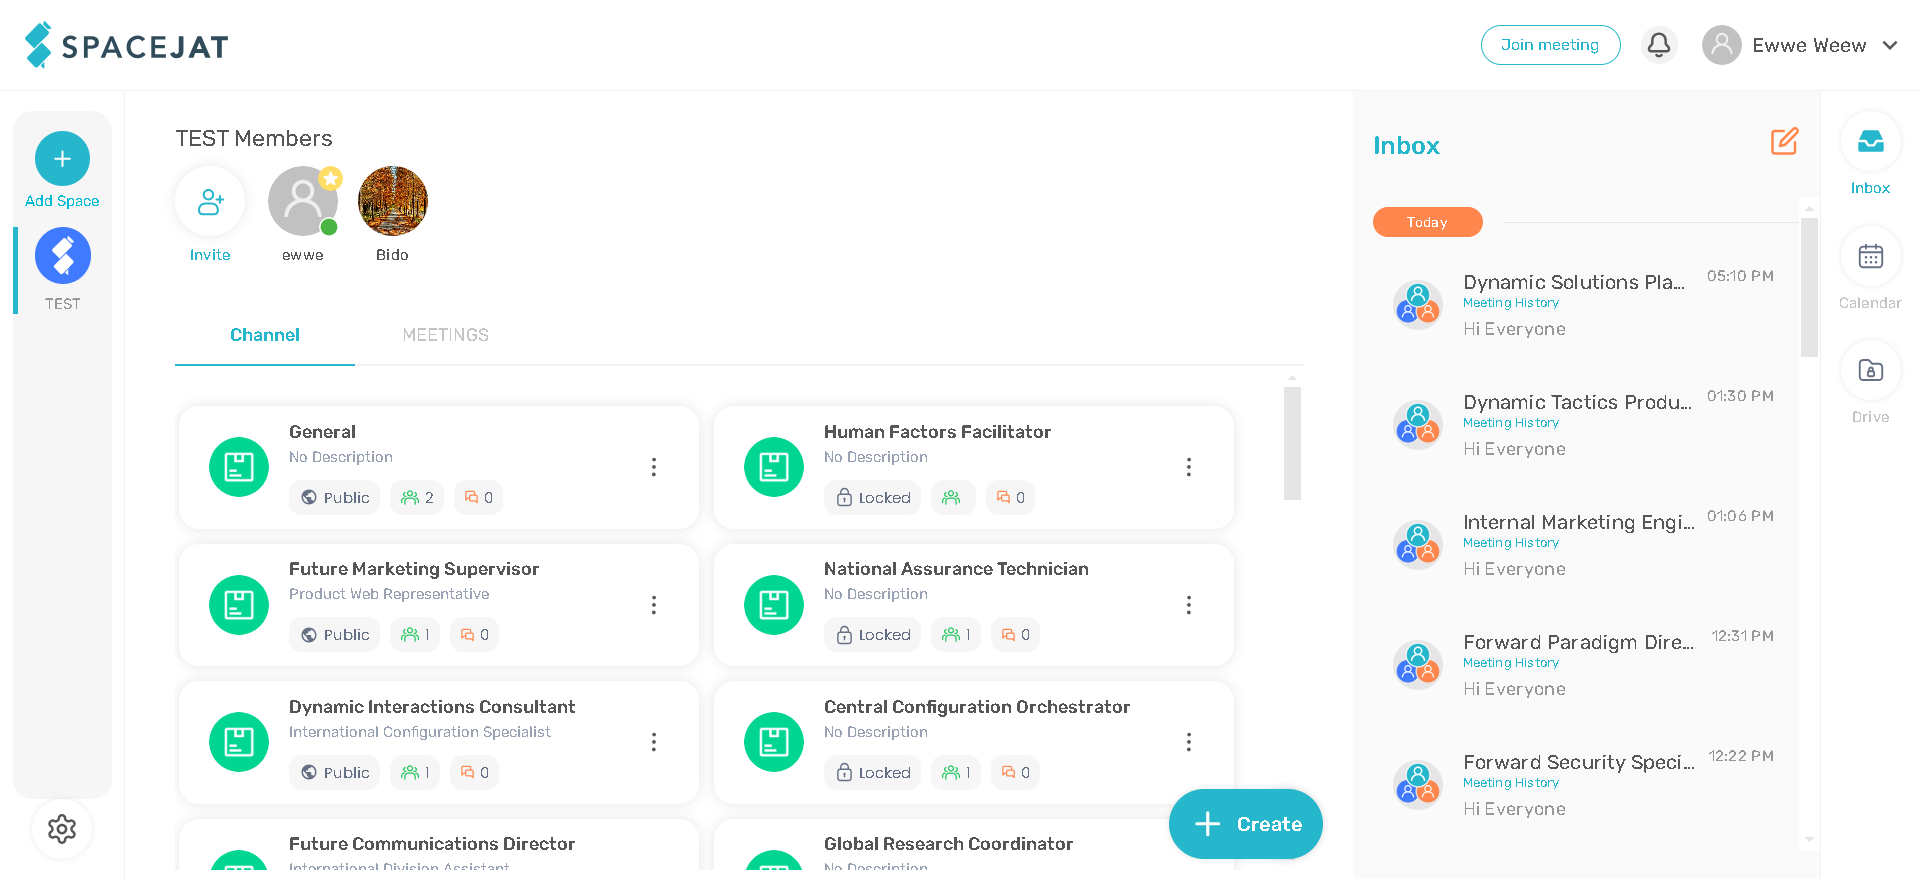 SPACEJAT
Join meeting
Ewwe Weew
Add Space
TEST
TEST Members
Invite
ewwe
Bido
Channel
MEETINGS
General
No Description
Public
2
0
Human Factors Facilitator
No Description
Locked
0
Future Marketing Supervisor
Product Web Representative
Public
1
0
National Assurance Technician
No Description
Locked
1
0
Dynamic Interactions Consultant
International Configuration Specialist
Public
1
0
Central Configuration Orchestrator
No Description
Locked
1
0
Future Communications Director
International Division Assistant
Global Research Coordinator
No Description
Create
Inbox
Today
Dynamic Solutions Pla...
05:10 PM
Meeting History
Hi Everyone
Dynamic Tactics Produ...
01:30 PM
Meeting History
Hi Everyone
Internal Marketing Engi...
01:06 PM
Meeting History
Hi Everyone
Forward Paradigm Dire...
12:31 PM
Meeting History
Hi Everyone
Forward Security Speci...
12:22 PM
Meeting History
Hi Everyone
Inbox
Calendar
Drive